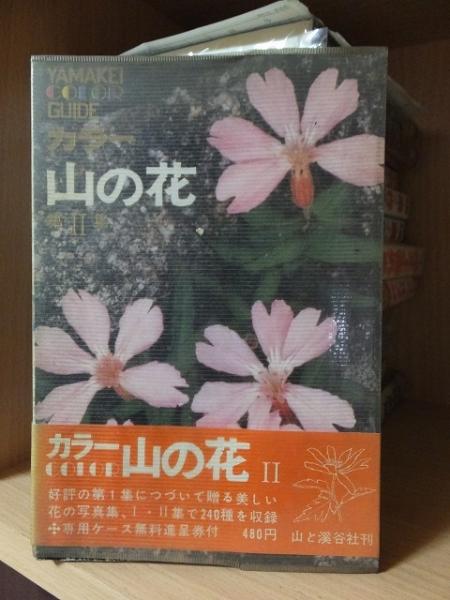 YAMAKEI
COLOR
GUIDE
カラー
山の花
第II集
カラー山の花 II
COLOR
好評の第1集につづいて贈る美しい
花の写真集、I・II集で240種を収録
✣専用ケース無料進呈券付 480円
山と溪谷社刊